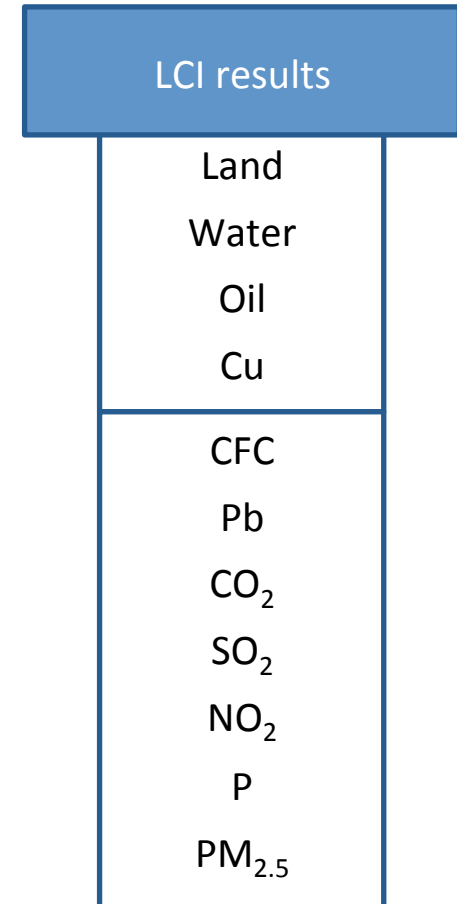 LCI results
Land
Water
Oil
Cu
CFC
Pb
CO₂
SO₂
NO₂
P
PM₂.₅